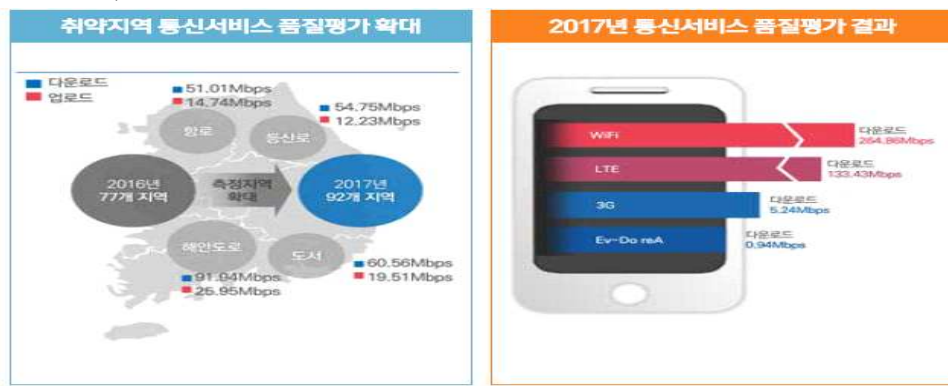 취약지역 통신서비스 품질평가 확대
다운로드
업로드
51.01Mbps
14.74Mbps
54.75Mbps
12.23Mbps
항로
등산로
2016년
77개 지역
측정지역
확대
2017년
92개 지역
해안도로
도서
91.94Mbps
25.95Mbps
60.56Mbps
19.51Mbps
2017년 통신서비스 품질평가 결과
WiFi
다운로드
264.86Mbps
LTE
다운로드
133.43Mbps
3G
다운로드
5.24Mbps
Ev-Do reA
다운로드
0.94Mbps